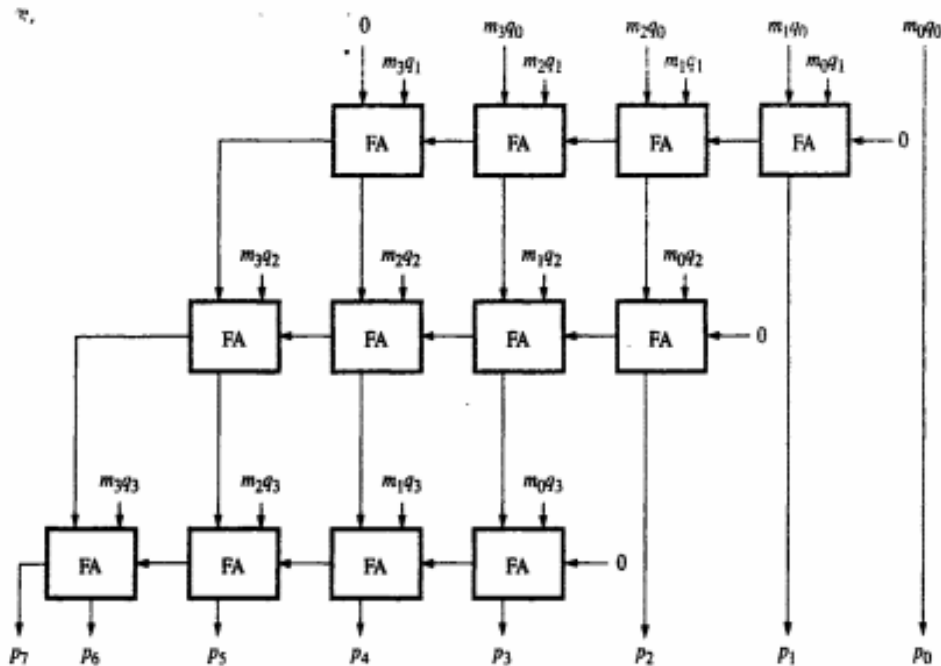 0 m₃q₀ m₂q₀ m₁q₀ m₀q₀
m₃q₁ m₂q₁ m₁q₁ m₀q₁
FA FA FA FA 0
m₃q₂ m₂q₂ m₁q₂ m₀q₂
FA FA FA FA 0
m₃q₃ m₂q₃ m₁q₃ m₀q₃
FA FA FA FA 0
p₇ p₆ p₅ p₄ p₃ p₂ p₁ p₀